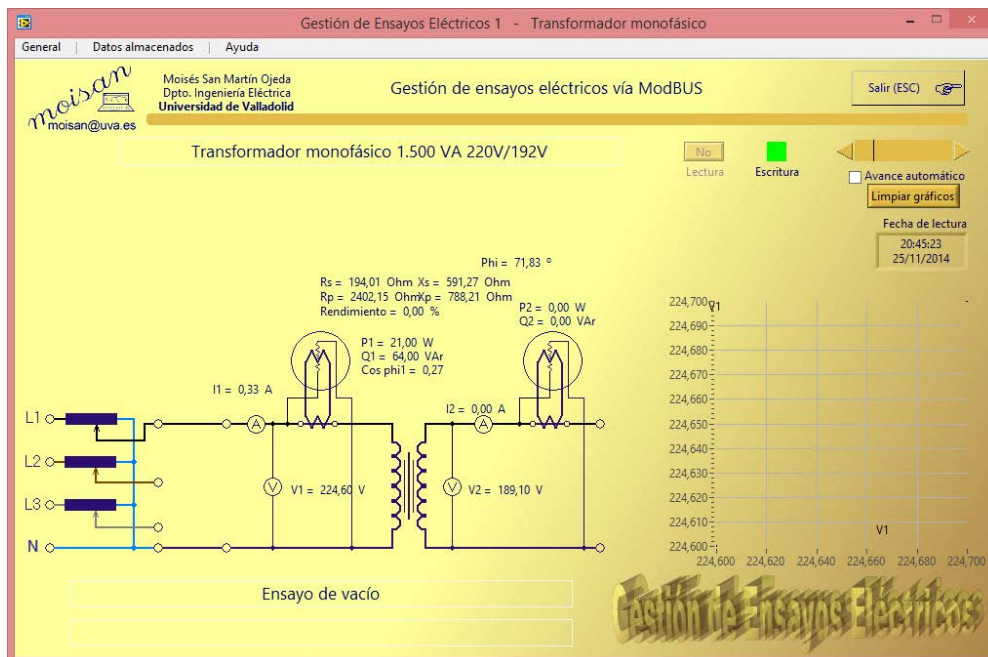 Gestión de Ensayos Eléctricos 1 - Transformador monofásico
General | Datos almacenados | Ayuda
moisan
moisan@uva.es
Moisés San Martín Ojeda
Dpto. Ingeniería Eléctrica
Universidad de Valladolid
Gestión de ensayos eléctricos vía ModBUS
Salir (ESC)
Transformador monofásico 1.500 VA 220V/192V
No
Lectura
Escritura
Avance automático
Limpiar gráficos
Fecha de lectura
20:45:23
25/11/2014
Phi = 71,83 º
Rs = 194,01 Ohm Xs = 591,27 Ohm
Rp = 2402,15 Ohm Xp = 788,21 Ohm
Rendimiento = 0,00 %
P2 = 0,00 W
Q2 = 0,00 VAr
P1 = 21,00 W
Q1 = 64,00 VAr
Cos phi1 = 0,27
I1 = 0,33 A
I2 = 0,00 A
A
A
L1
L2
L3
N
V
V1 = 224,60 V
V
V2 = 189,10 V
V1
224,700
224,690
224,680
224,670
224,660
224,650
224,640
224,630
224,620
224,610
224,600
V1
224,600 224,620 224,640 224,660 224,680 224,700
Ensayo de vacío
Gestión de Ensayos Eléctricos